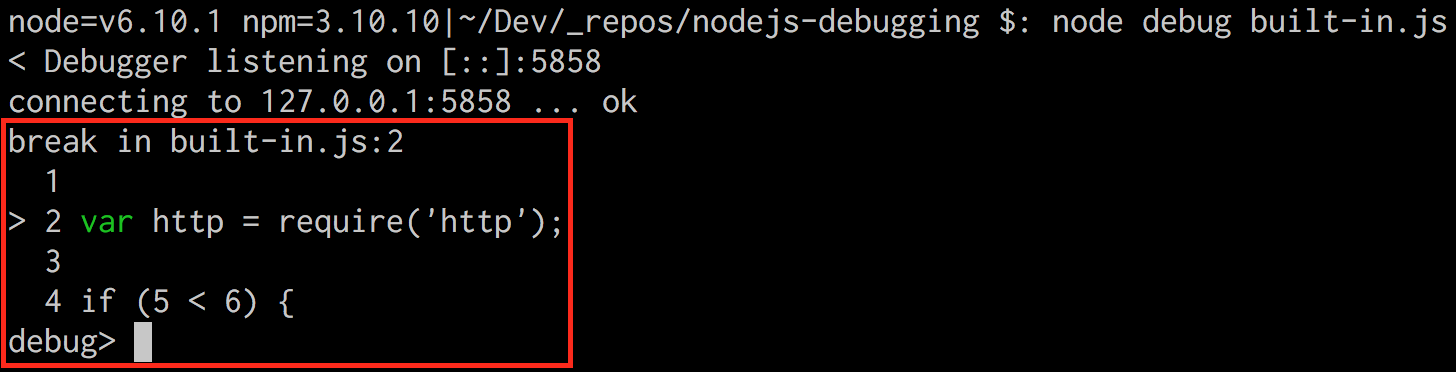 node=v6.10.1 npm=3.10.10|~/Dev/_repos/nodejs-debugging $: node debug built-in.js
< Debugger listening on [::]:5858
connecting to 127.0.0.1:5858 ... ok
break in built-in.js:2
  1
> 2 var http = require('http');
  3
  4 if (5 < 6) {
debug>